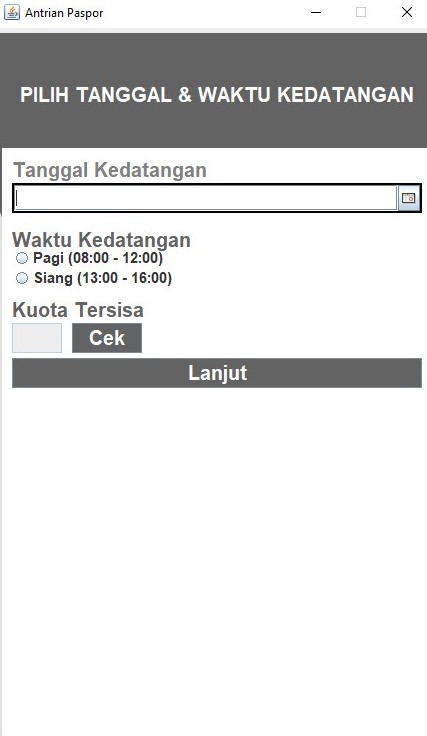 Antrian Paspor
PILIH TANGGAL & WAKTU KEDATANGAN
Tanggal Kedatangan
Waktu Kedatangan
Pagi (08:00 - 12:00)
Siang (13:00 - 16:00)
Kuota Tersisa
Cek
Lanjut